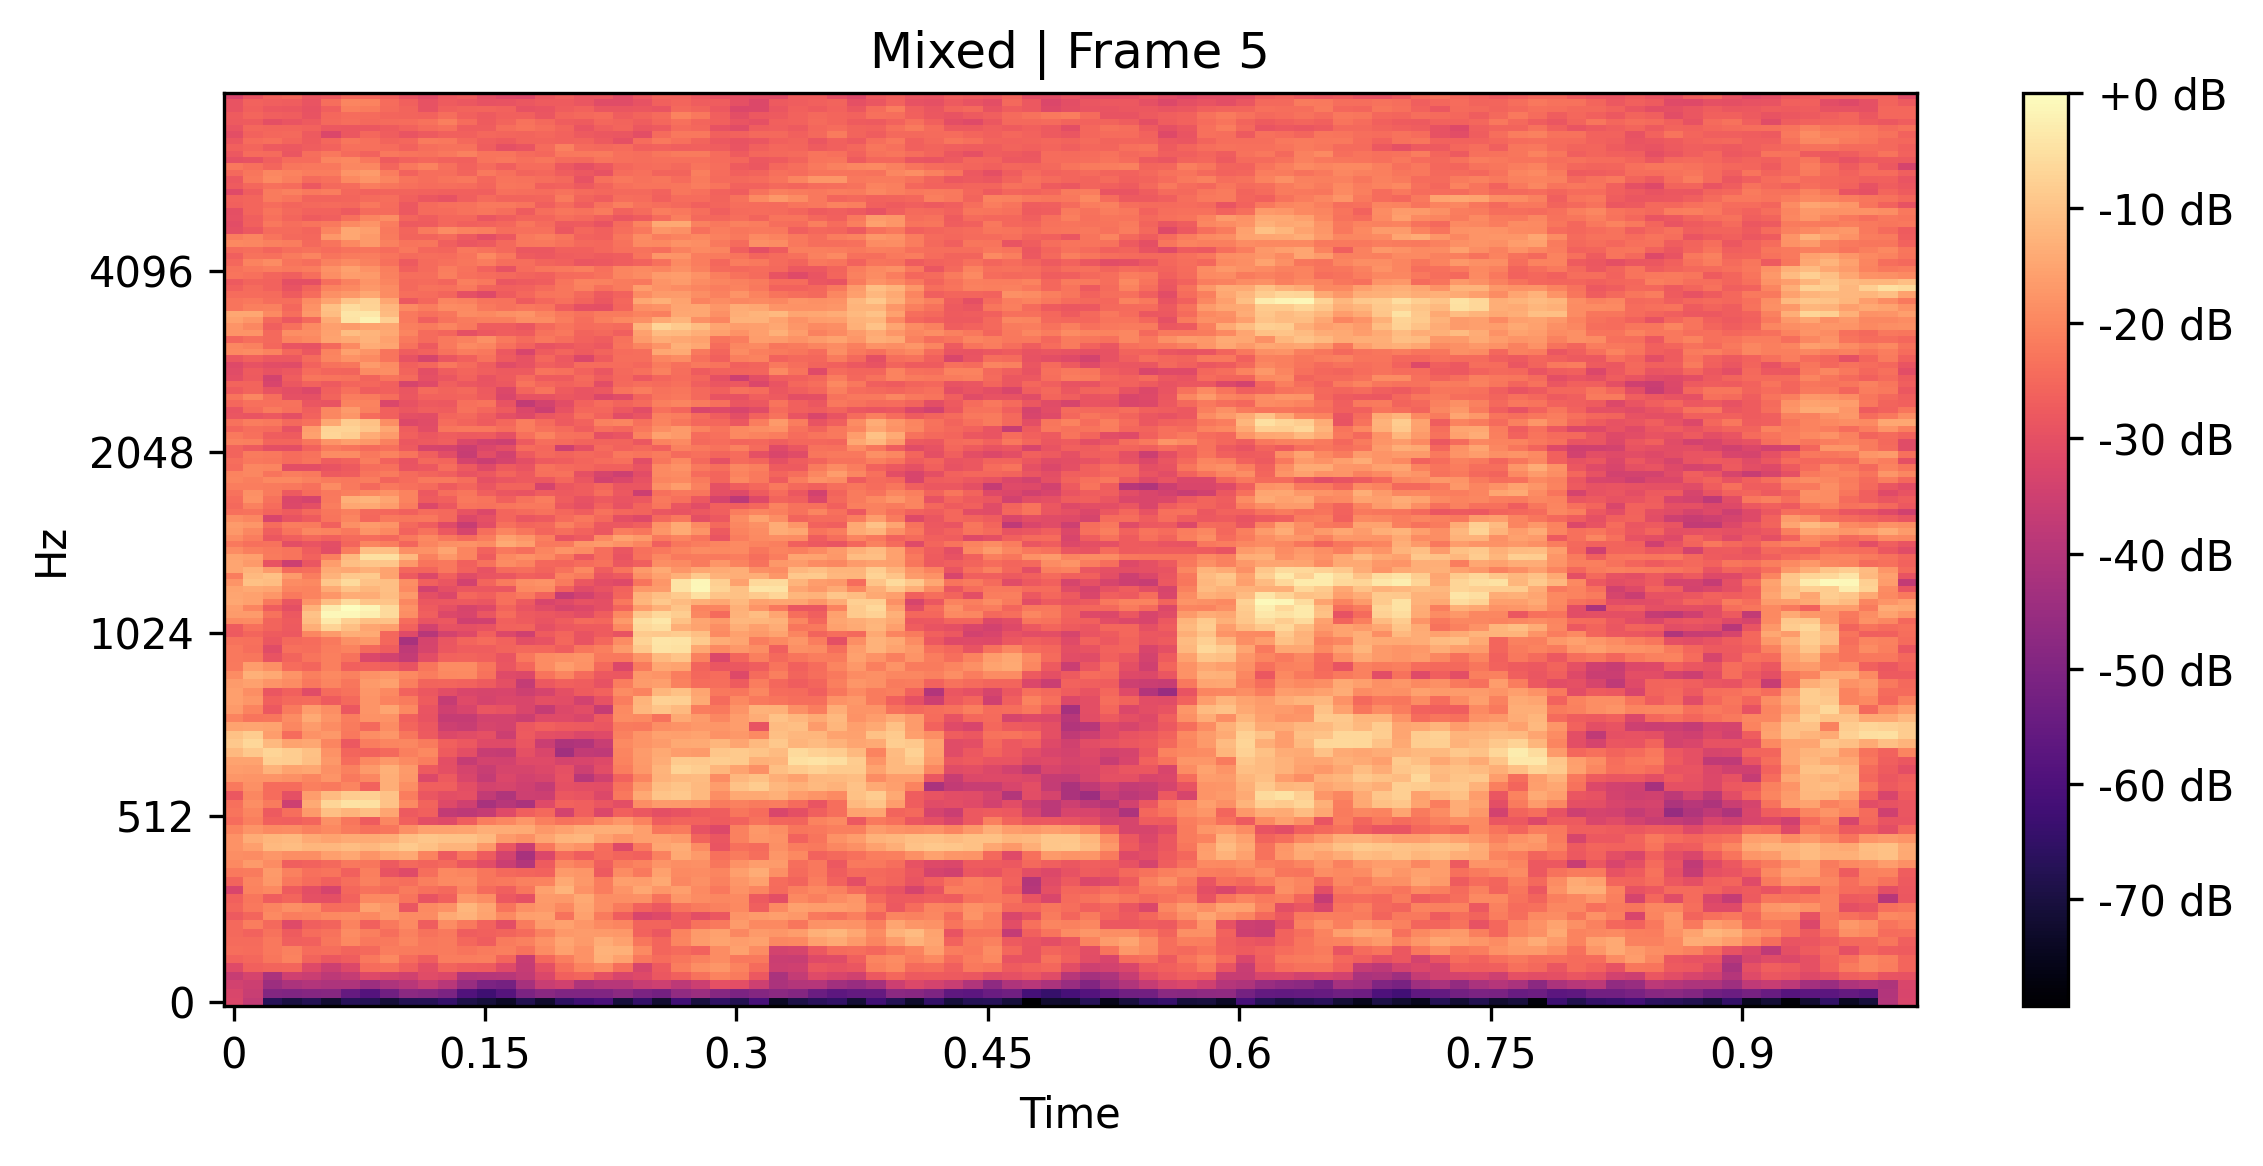 Mixed | Frame 5
Hz
4096
2048
1024
512
0
0 0.15 0.3 0.45 0.6 0.75 0.9
Time
+0 dB
-10 dB
-20 dB
-30 dB
-40 dB
-50 dB
-60 dB
-70 dB